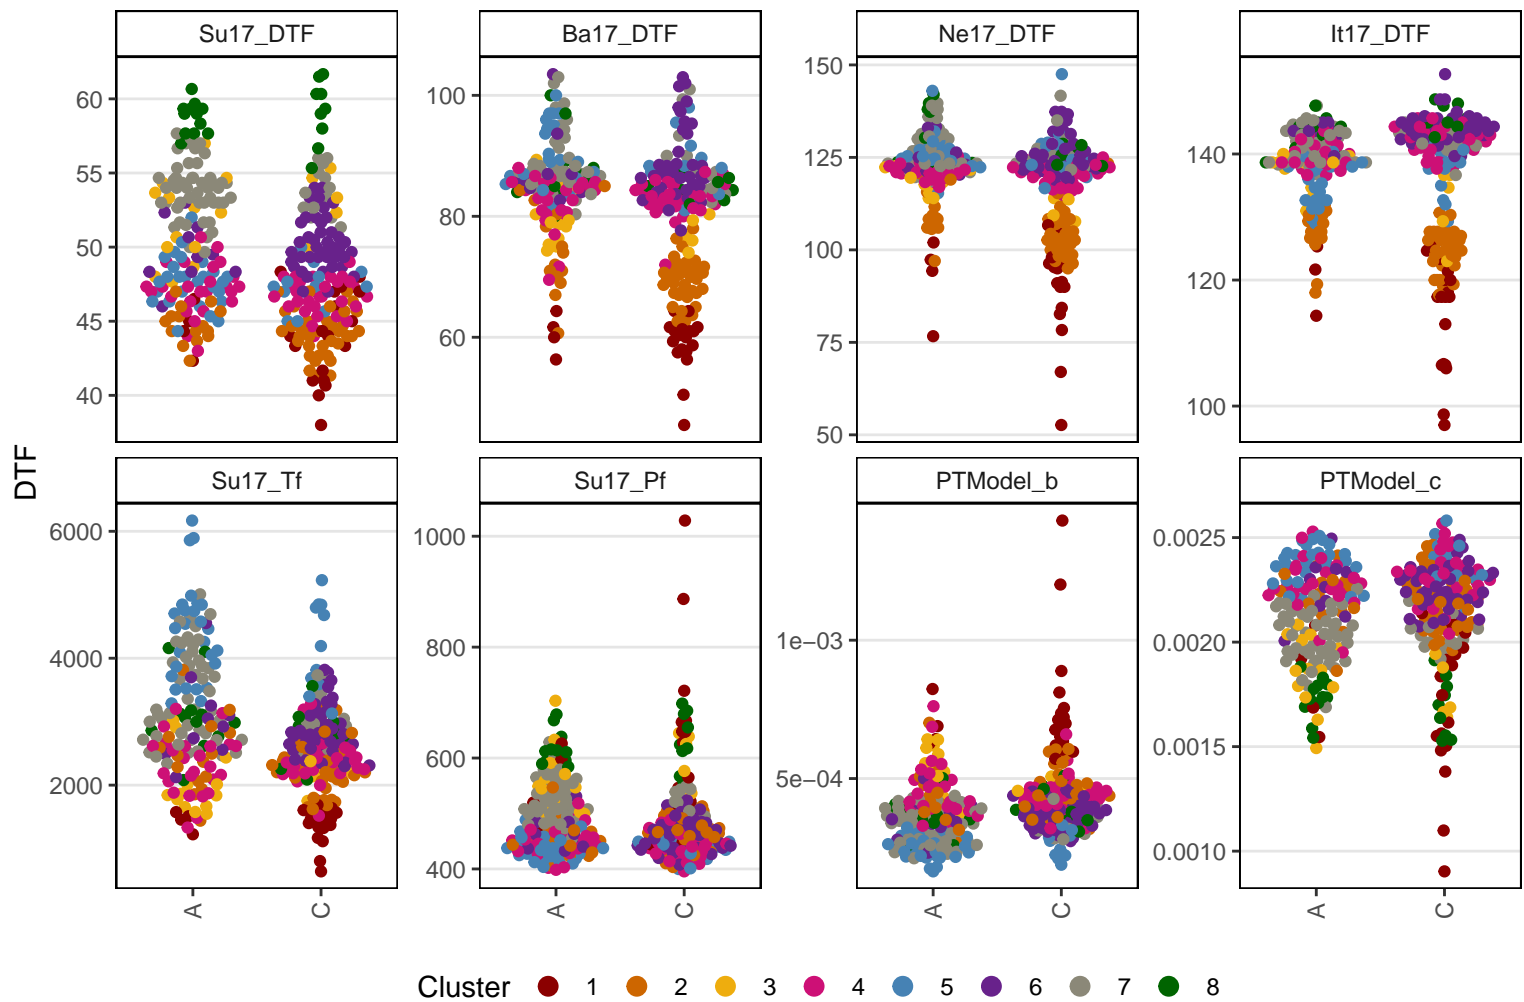 Su17_DTF Ba17_DTF Ne17_DTF It17_DTF
60 55 50 45 40
100 80 60
150 125 100 75 50
140 120 100
DTF
Su17_Tf Su17_Pf PTModel_b PTModel_c
6000 4000 2000
1000 800 600 400
1e-03 5e-04
0.0025 0.0020 0.0015 0.0010
A C A C A C A C
Cluster 1 2 3 4 5 6 7 8